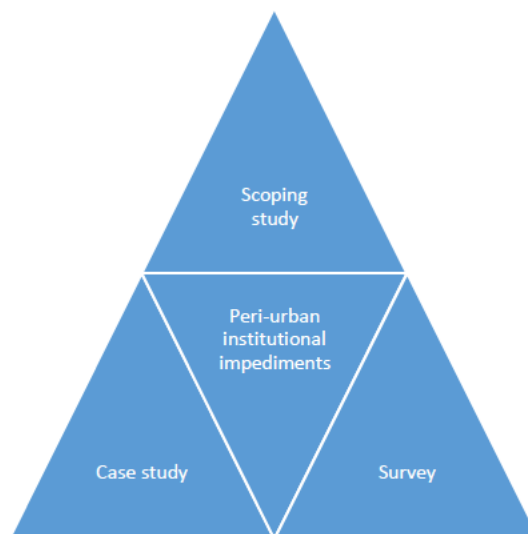 Scoping
study
Peri-urban
institutional
impediments
Case study
Survey